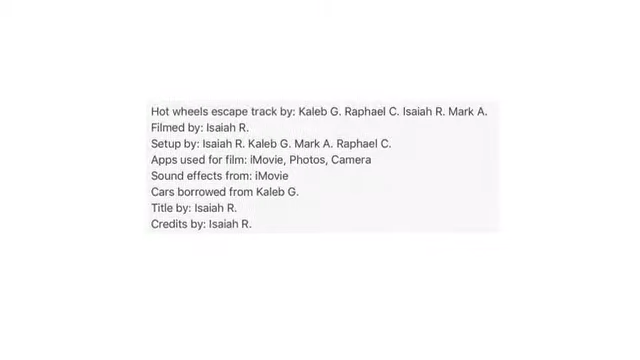 Hot wheels escape track by: Kaleb G. Raphael C. Isaiah R. Mark A.
Filmed by: Isaiah R.
Setup by: Isaiah R. Kaleb G. Mark A. Raphael C.
Apps used for film: iMovie, Photos, Camera
Sound effects from: iMovie
Cars borrowed from Kaleb G.
Title by: Isaiah R.
Credits by: Isaiah R.